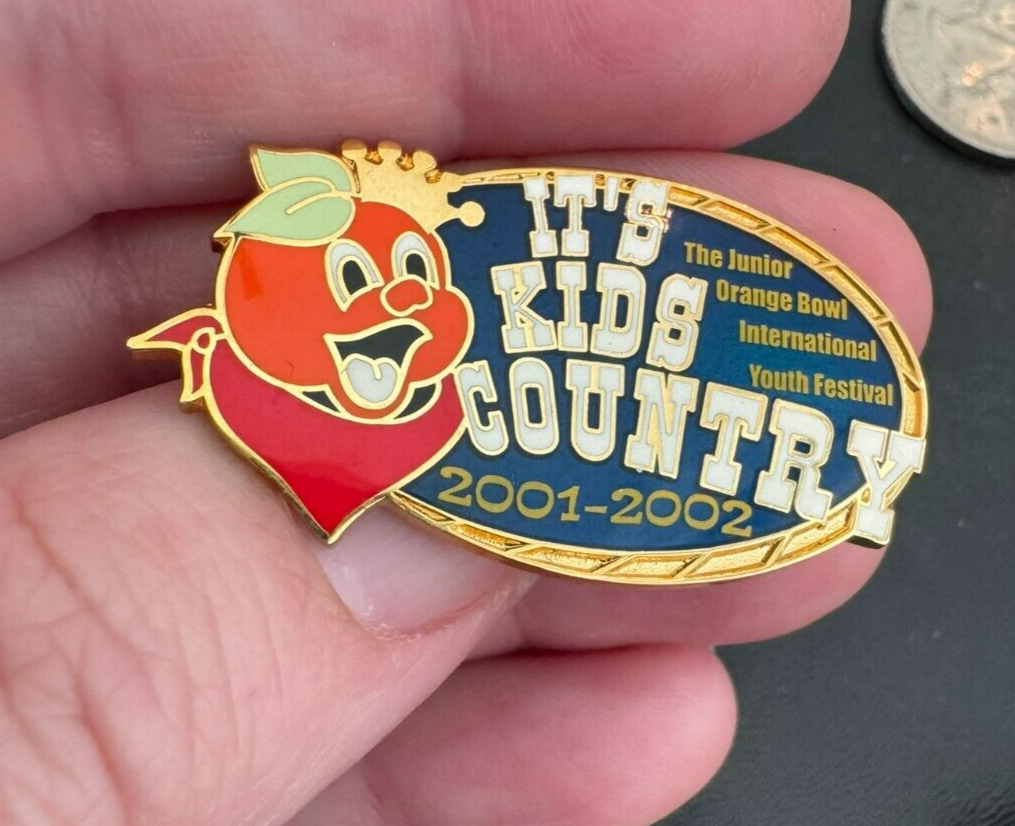 IT'S
KIDS
COUNTRY
The Junior
Orange Bowl
International
Youth Festival
2001-2002